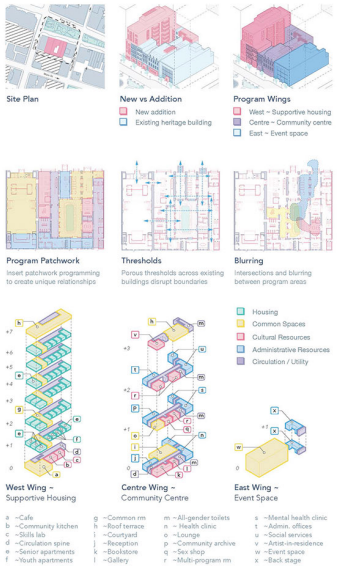 Site Plan
New vs Addition
New addition
Existing heritage building
Program Wings
West – Supportive housing
Centre – Community centre
East – Event space
Program Patchwork
Insert patchwork programming
to create unique relationships
Thresholds
Porous thresholds across existing
buildings disrupt boundaries
Blurring
Intersections and blurring
between program areas
Housing
Common Spaces
Cultural Resources
Administrative Resources
Circulation / Utility
West Wing ~
Supportive Housing
Centre Wing ~
Community Centre
East Wing ~
Event Space
a ~Cafe
b ~Community kitchen
c ~Skills lab
d ~Circulation spine
e ~Senior apartments
f ~Youth apartments
g ~Common rm
h ~Roof terrace
i ~Courtyard
j ~Reception
k ~Bookstore
l ~Gallery
m ~All-gender toilets
n ~Health clinic
o ~Lounge
p ~Community archive
q ~Sex shop
r ~Multi-program rm
s ~Mental health clinic
t ~Admin. offices
u ~Social services
v ~Artist-in-residence
w ~Event space
x ~Back stage